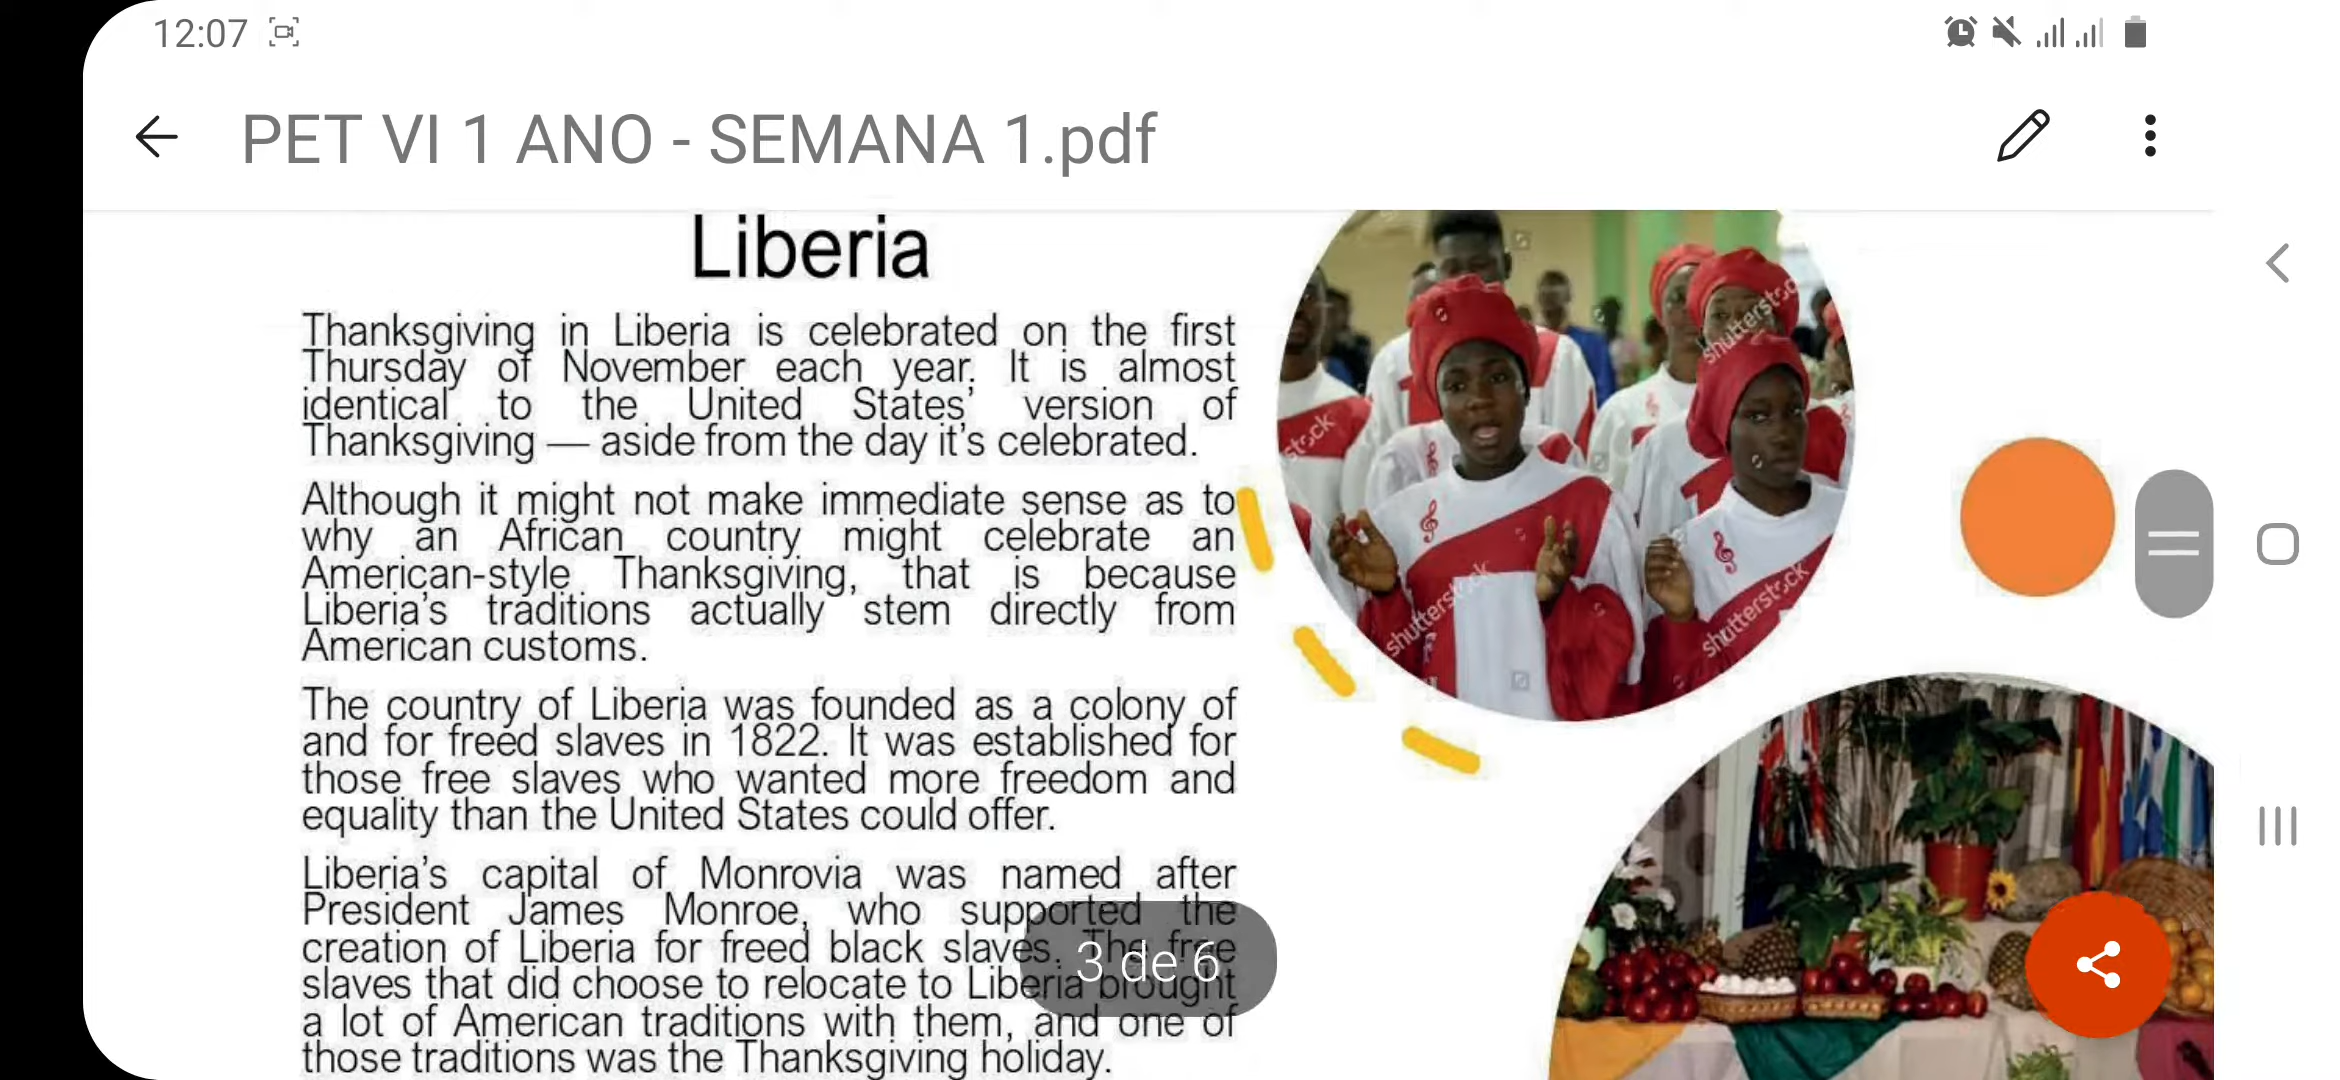 12:07
PET VI 1 ANO - SEMANA 1.pdf
Liberia
Thanksgiving in Liberia is celebrated on the first
Thursday of November each year. It is almost
identical to the United States' version of
Thanksgiving — aside from the day it's celebrated.
Although it might not make immediate sense as to
why an African country might celebrate an
American-style Thanksgiving, that is because
Liberia's traditions actually stem directly from
American customs.
The country of Liberia was founded as a colony of
and for freed slaves in 1822. It was established for
those free slaves who wanted more freedom and
equality than the United States could offer.
Liberia's capital of Monrovia was named after
President James Monroe, who supported the
creation of Liberia for freed black slaves. The free
slaves that did choose to relocate to Liberia brought
a lot of American traditions with them, and one of
those traditions was the Thanksgiving holiday.
3 de 6
shutterstock
shutterstock
shutterstock